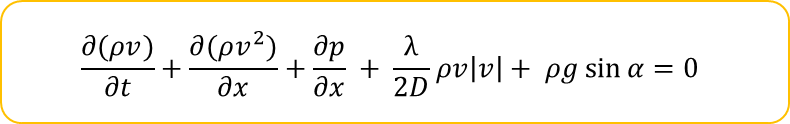 ∂(ρv)/∂t + ∂(ρv²)/∂x + ∂p/∂x + λ/2D ρv|v| + ρg sin α = 0